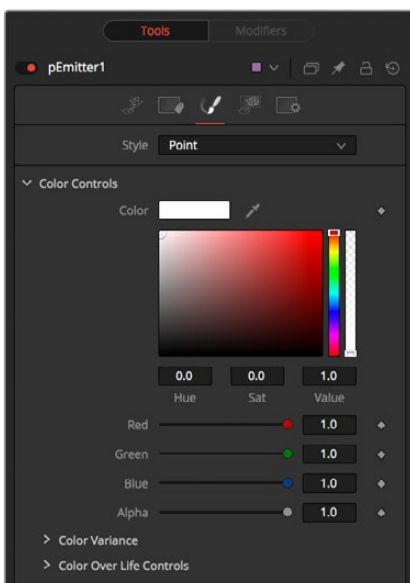 Tools Modifiers
pEmitter1
Style Point
Color Controls
Color
0.0 0.0 1.0
Hue Sat Value
Red 1.0
Green 1.0
Blue 1.0
Alpha 1.0
Color Variance
Color Over Life Controls